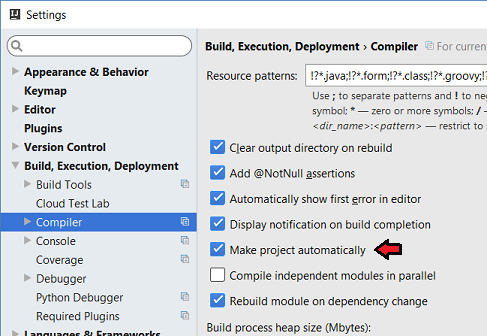 Settings
Appearance & Behavior
Keymap
Editor
Plugins
Version Control
Build, Execution, Deployment
Build Tools
Cloud Test Lab
Compiler
Console
Coverage
Debugger
Python Debugger
Required Plugins
Languages & Frameworks
Build, Execution, Deployment › Compiler For current
Resource patterns: !?*.java;!?*.form;!?*.class;!?*.groovy;!
Use ; to separate patterns and ! to ne
symbol; * — zero or more symbols; / –
<dir_name>:<pattern> — restrict to s
Clear output directory on rebuild
Add @NotNull assertions
Automatically show first error in editor
Display notification on build completion
Make project automatically
Compile independent modules in parallel
Rebuild module on dependency change
Build process heap size (Mbytes):